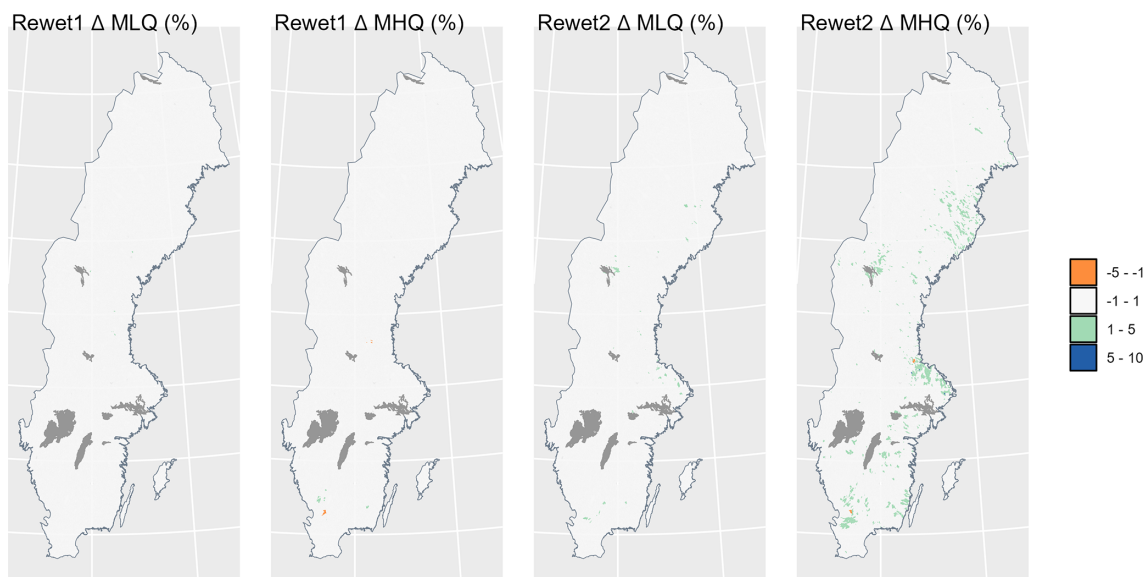 Rewet1 Δ MLQ (%)
Rewet1 Δ MHQ (%)
Rewet2 Δ MLQ (%)
Rewet2 Δ MHQ (%)
-5 - -1
-1 - 1
1 - 5
5 - 10